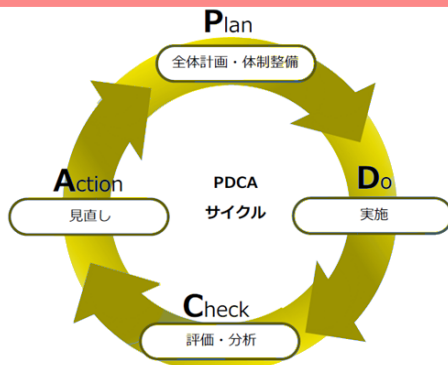 Plan
全体計画・体制整備
Action
見直し
PDCA
サイクル
Do
実施
Check
評価・分析